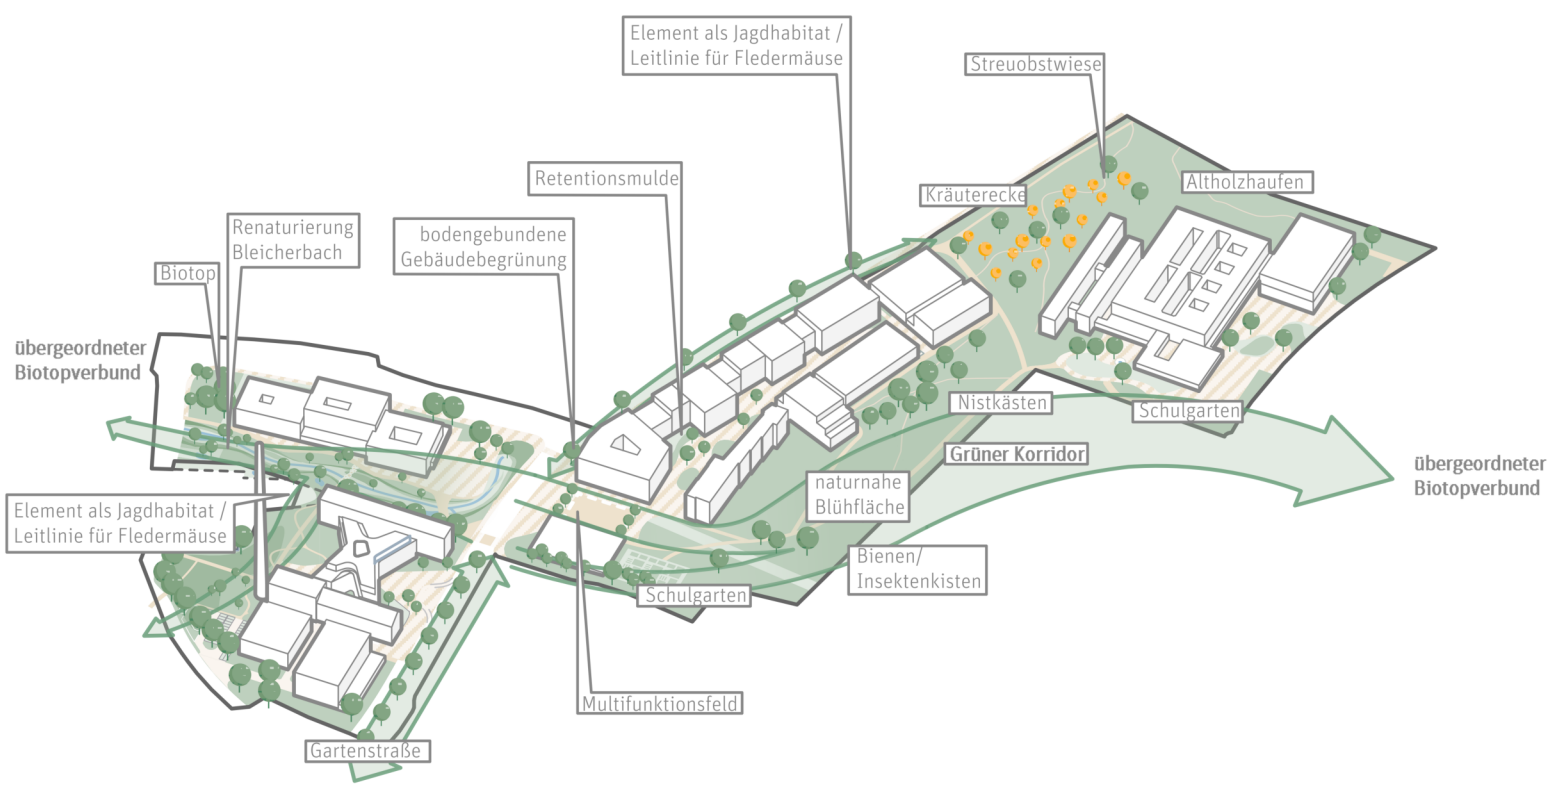 Element als Jagdhabitat /
Leitlinie für Fledermäuse
Streuobstwiese
Retentionsmulde
Kräuterecke
Altholzhaufen
Renaturierung
Bleicherbach
bodengebundene
Gebäudebegrünung
Biotop
übergeordneter
Biotopverbund
Nistkästen
Schulgarten
Grüner Korridor
übergeordneter
Biotopverbund
naturnahe
Blühfläche
Element als Jagdhabitat /
Leitlinie für Fledermäuse
Bienen/
Insektenkisten
Schulgarten
Multifunktionsfeld
Gartenstraße